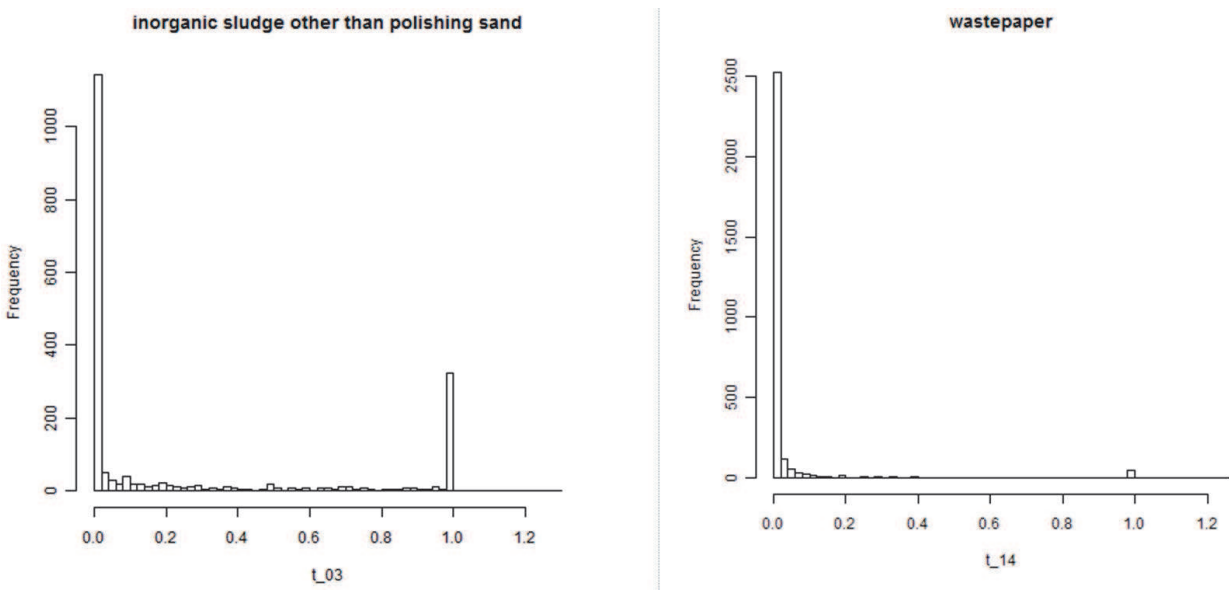 inorganic sludge other than polishing sand
Frequency
0 200 400 600 800 1000
0.0 0.2 0.4 0.6 0.8 1.0 1.2
t_03
wastepaper
Frequency
0 500 1000 1500 2000 2500
0.0 0.2 0.4 0.6 0.8 1.0 1.2
t_14